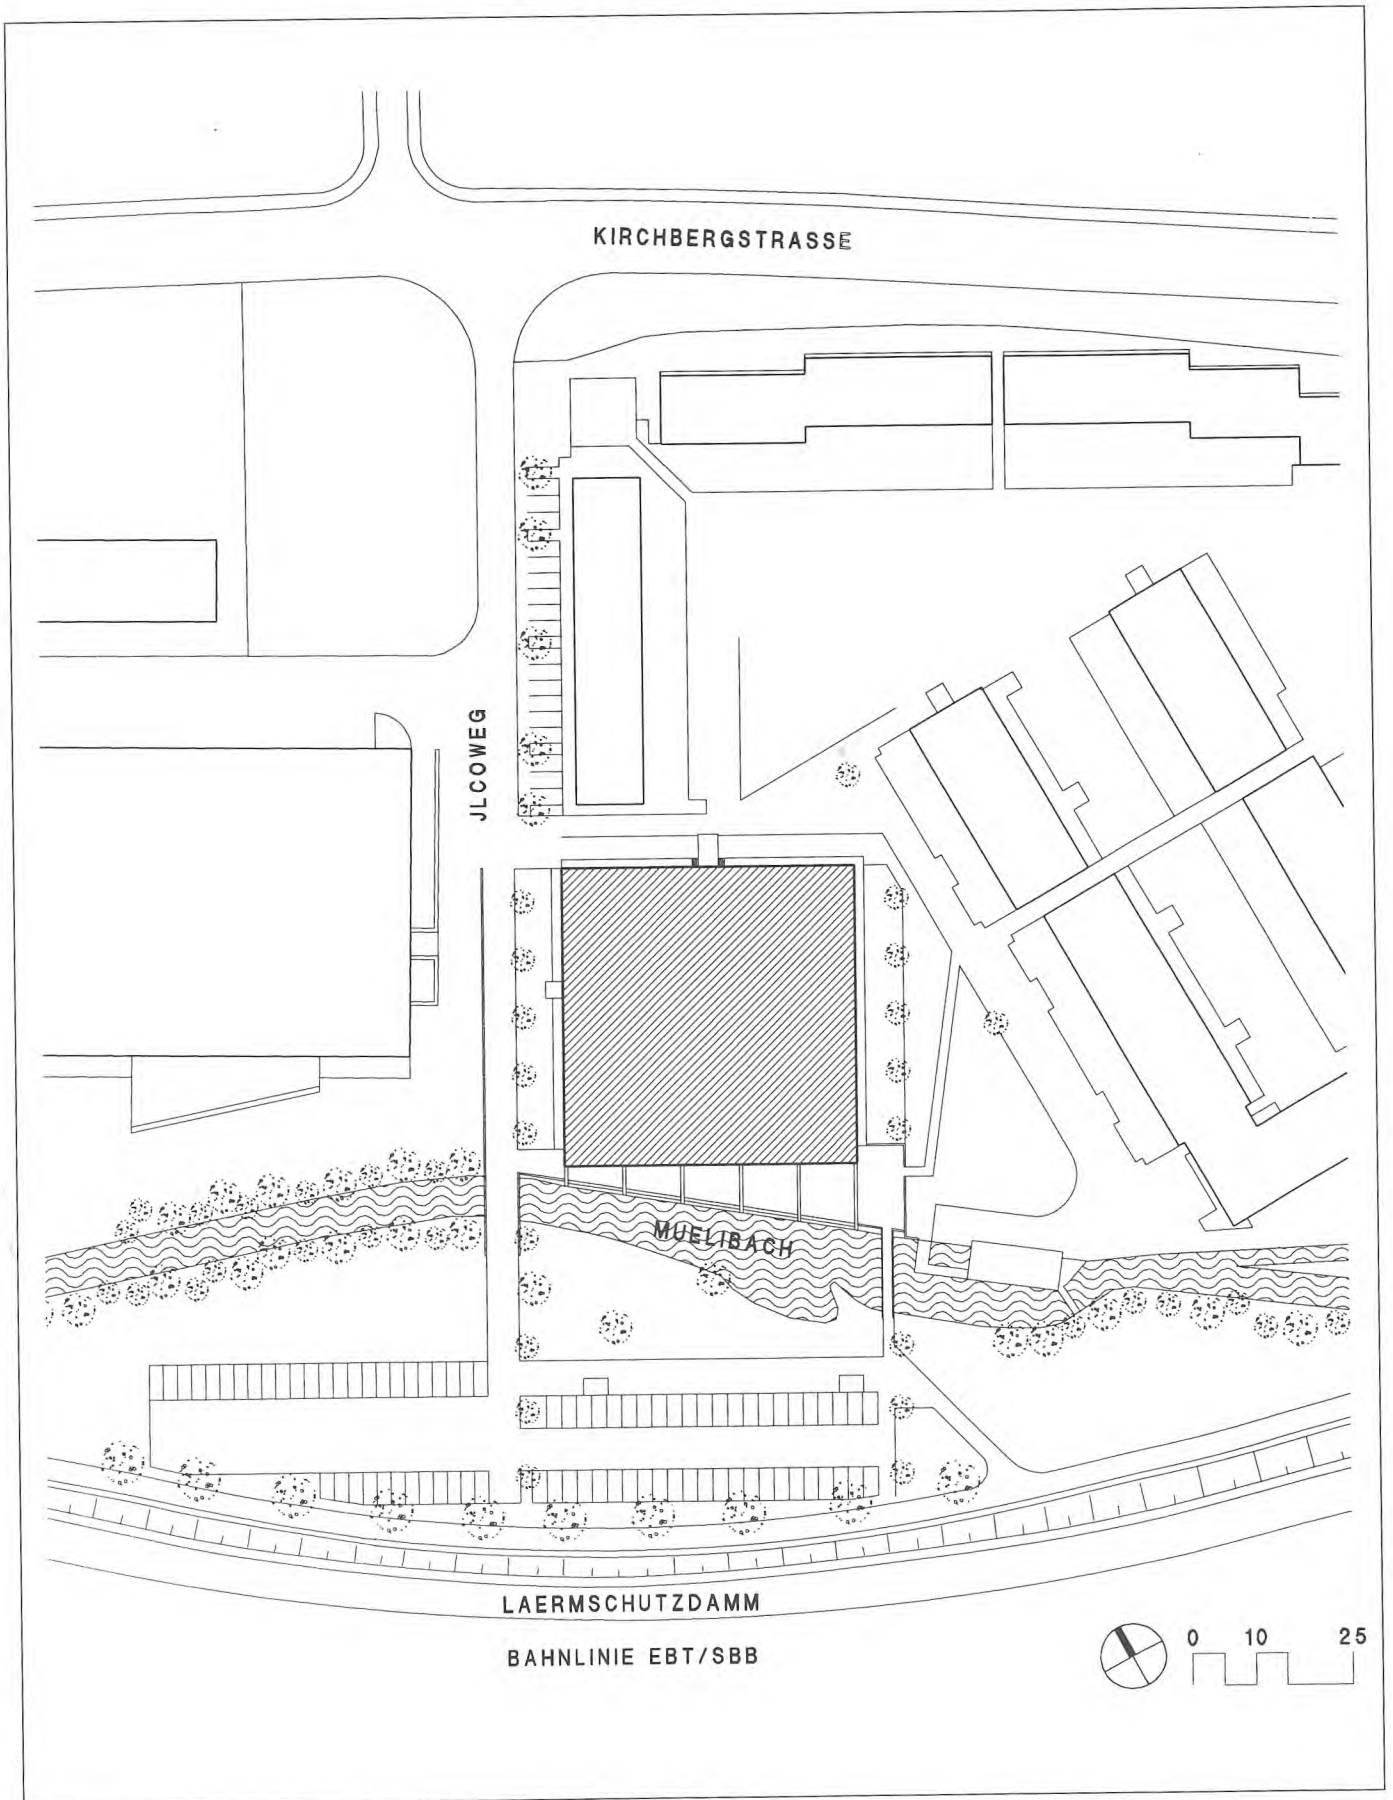 KIRCHBERGSTRASSE
JLCOWEG
MUELIBACH
LAERMSCHUTZDAMM
BAHNLINIE EBT/SBB
0 10 25